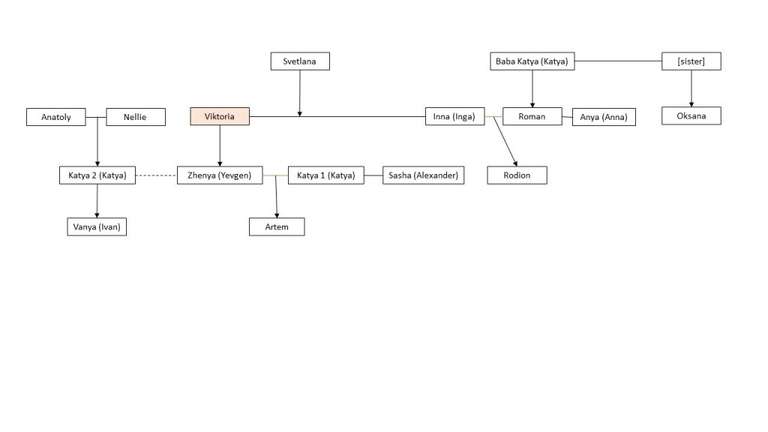 Svetlana
Baba Katya (Katya)
[sister]
Anatoly
Nellie
Viktoria
Inna (Inga)
Roman
Anya (Anna)
Oksana
Katya 2 (Katya)
Zhenya (Yevgen)
Katya 1 (Katya)
Sasha (Alexander)
Rodion
Vanya (Ivan)
Artem